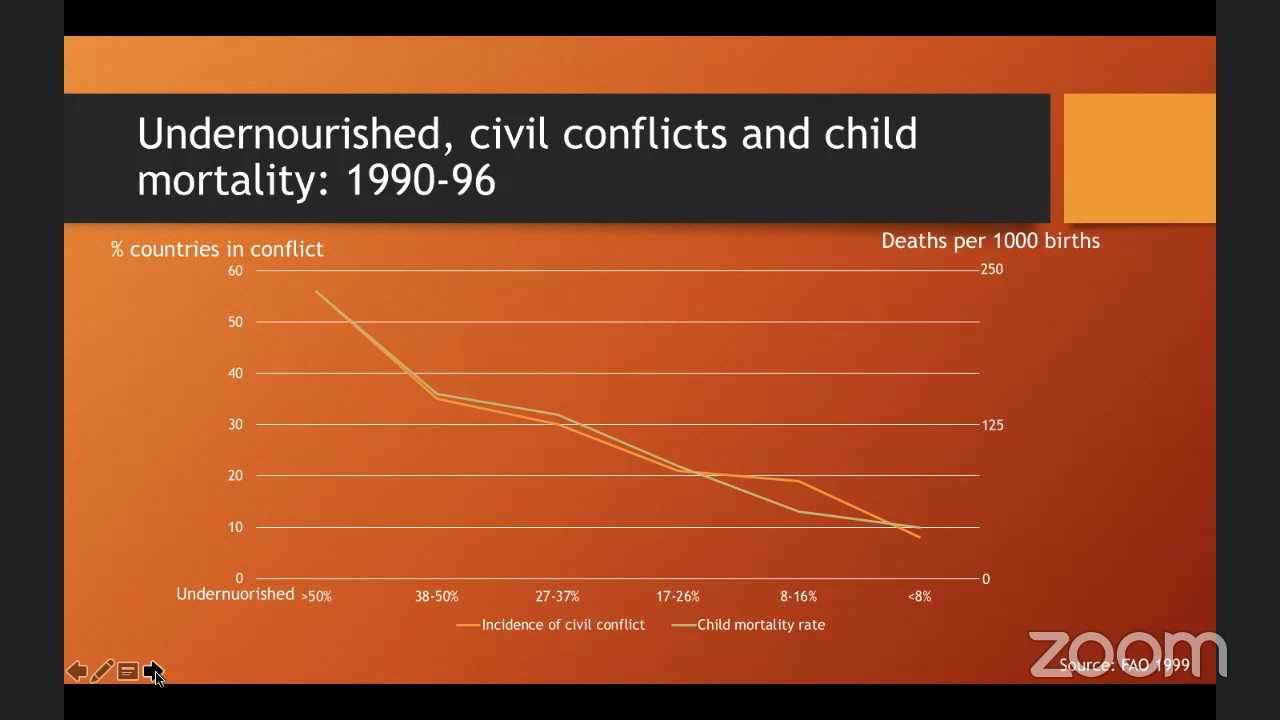 Undernourished, civil conflicts and child
mortality: 1990-96
% countries in conflict
Deaths per 1000 births
60
250
50
40
30
125
20
10
0
0
Undernuorished >50%
38-50%
27-37%
17-26%
8-16%
<8%
Incidence of civil conflict
Child mortality rate
zoom
Source: FAO 1999